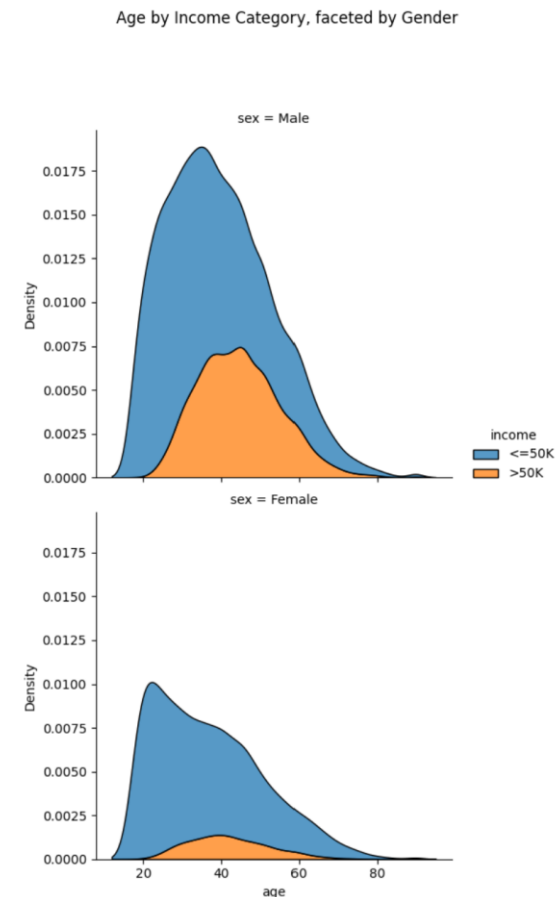 Age by Income Category, faceted by Gender
sex = Male
0.0175
0.0150
0.0125
0.0100
0.0075
0.0050
0.0025
0.0000
Density
income
<=50K
>50K
sex = Female
0.0175
0.0150
0.0125
0.0100
0.0075
0.0050
0.0025
0.0000
Density
20 40 60 80
age